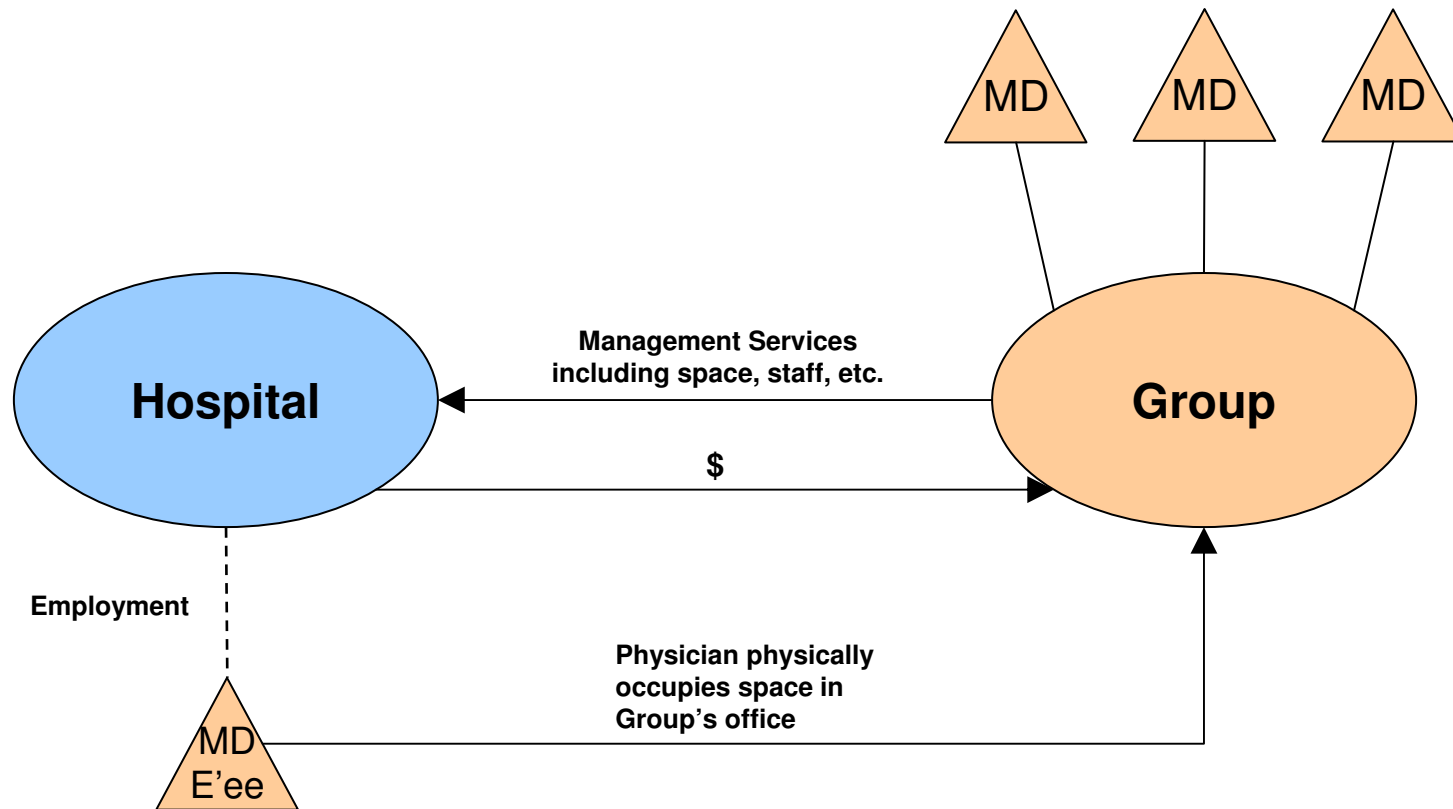 MD
MD
MD
Management Services
including space, staff, etc.
Hospital
Group
$
Employment
Physician physically
occupies space in
Group’s office
MD
E’ee